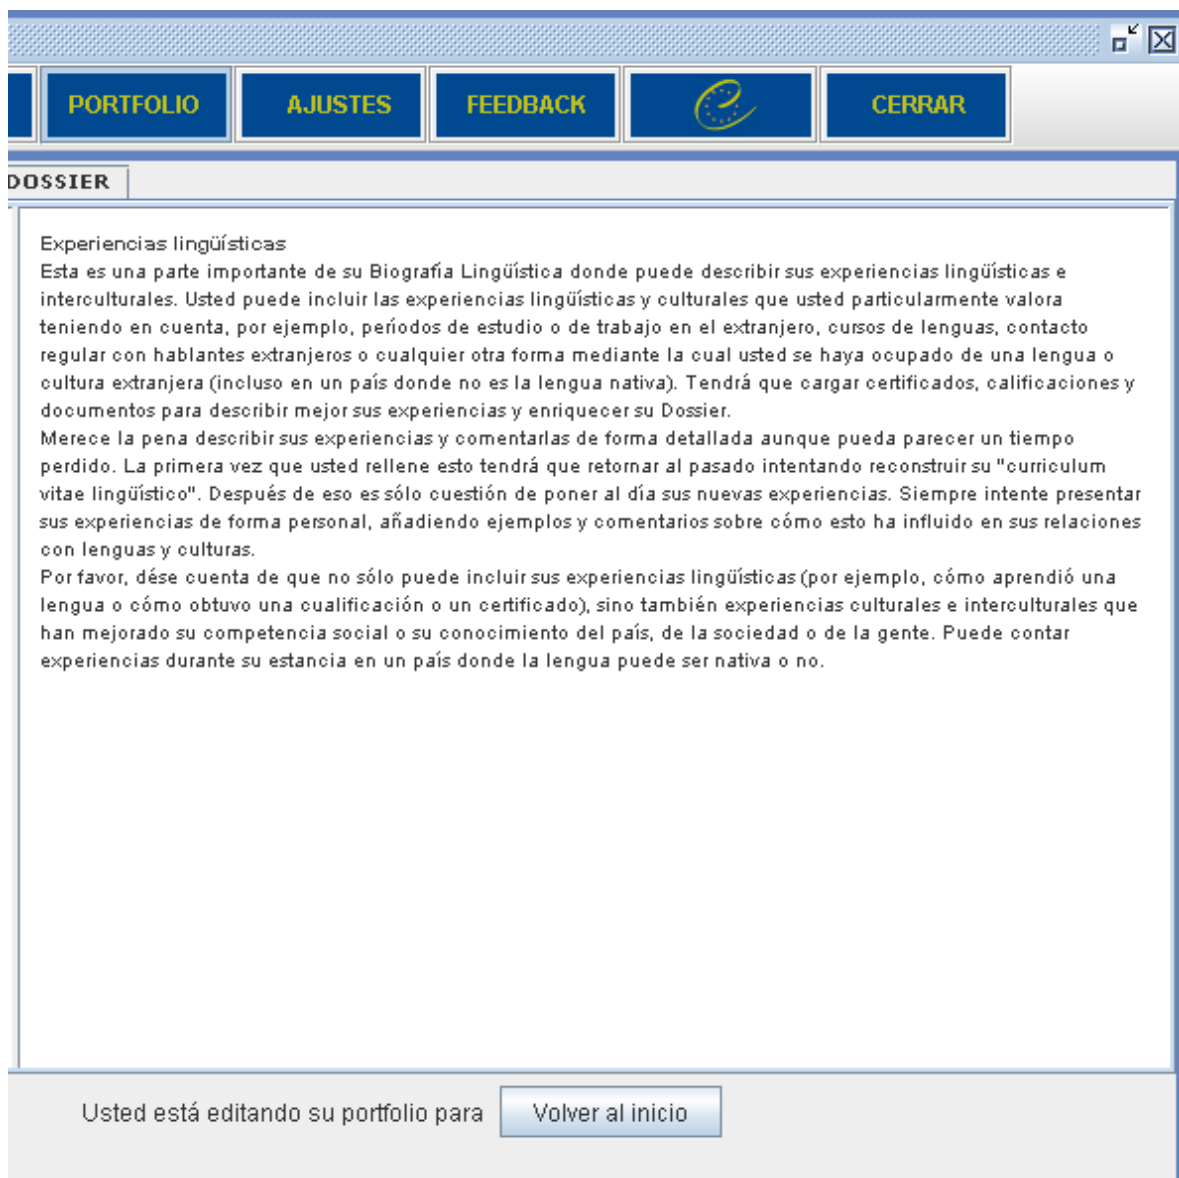 PORTFOLIO AJUSTES FEEDBACK CERRAR
DOSSIER
Experiencias lingüísticas
Esta es una parte importante de su Biografía Lingüística donde puede describir sus experiencias lingüísticas e
interculturales. Usted puede incluir las experiencias lingüísticas y culturales que usted particularmente valora
teniendo en cuenta, por ejemplo, períodos de estudio o de trabajo en el extranjero, cursos de lenguas, contacto
regular con hablantes extranjeros o cualquier otra forma mediante la cual usted se haya ocupado de una lengua o
cultura extranjera (incluso en un país donde no es la lengua nativa). Tendrá que cargar certificados, calificaciones y
documentos para describir mejor sus experiencias y enriquecer su Dossier.
Merece la pena describir sus experiencias y comentarlas de forma detallada aunque pueda parecer un tiempo
perdido. La primera vez que usted rellene esto tendrá que retornar al pasado intentando reconstruir su "curriculum
vitae lingüístico". Después de eso es sólo cuestión de poner al día sus nuevas experiencias. Siempre intente presentar
sus experiencias de forma personal, añadiendo ejemplos y comentarios sobre cómo esto ha influido en sus relaciones
con lenguas y culturas.
Por favor, dése cuenta de que no sólo puede incluir sus experiencias lingüísticas (por ejemplo, cómo aprendió una
lengua o cómo obtuvo una cualificación o un certificado), sino también experiencias culturales e interculturales que
han mejorado su competencia social o su conocimiento del país, de la sociedad o de la gente. Puede contar
experiencias durante su estancia en un país donde la lengua puede ser nativa o no.
Usted está editando su portfolio para Volver al inicio